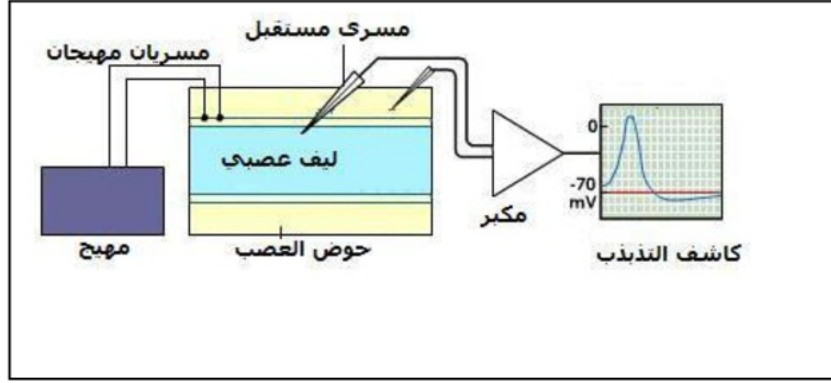 مسرى مستقبل
مسريان مهيجان
0
ليف عصبي
-70
mV
مكبر
مهيج
حوض العصب
كاشف التذبذب